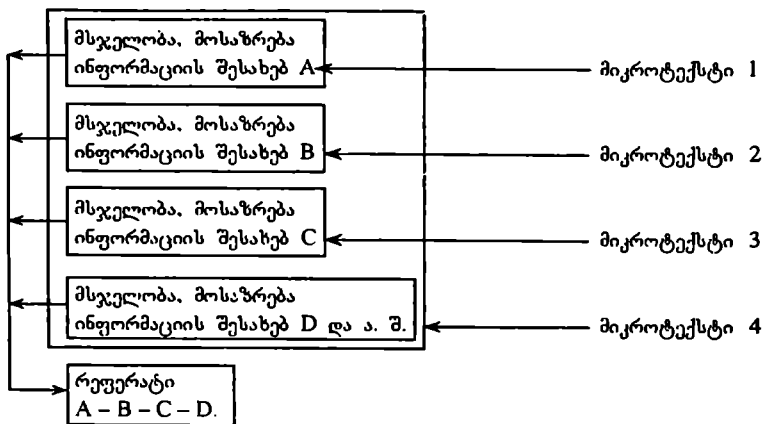 მსჯელობა, მოსაზრება
ინფორმაციის შესახებ A
მიკროტექსტი 1
მსჯელობა, მოსაზრება
ინფორმაციის შესახებ B
მიკროტექსტი 2
მსჯელობა, მოსაზრება
ინფორმაციის შესახებ C
მიკროტექსტი 3
მსჯელობა, მოსაზრება
ინფორმაციის შესახებ D და ა. შ.
მიკროტექსტი 4
რეფერატი
A – B – C – D.